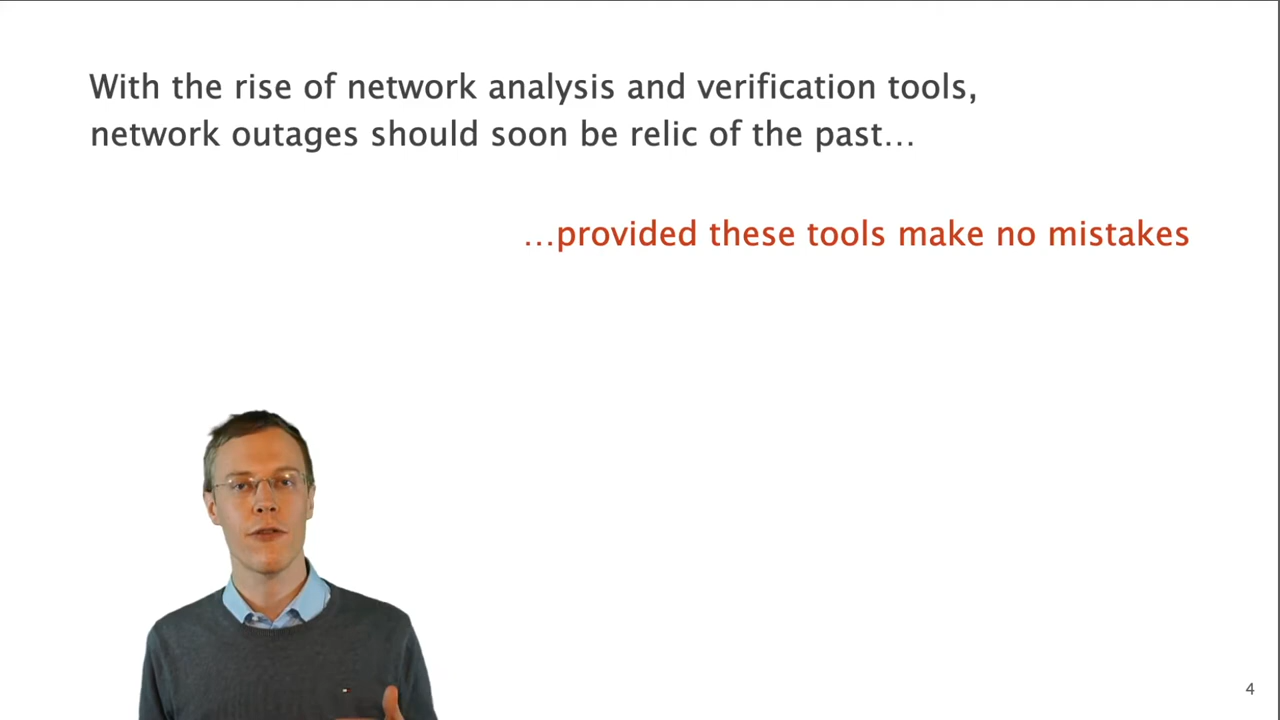 With the rise of network analysis and verification tools,
network outages should soon be relic of the past…
…provided these tools make no mistakes
4